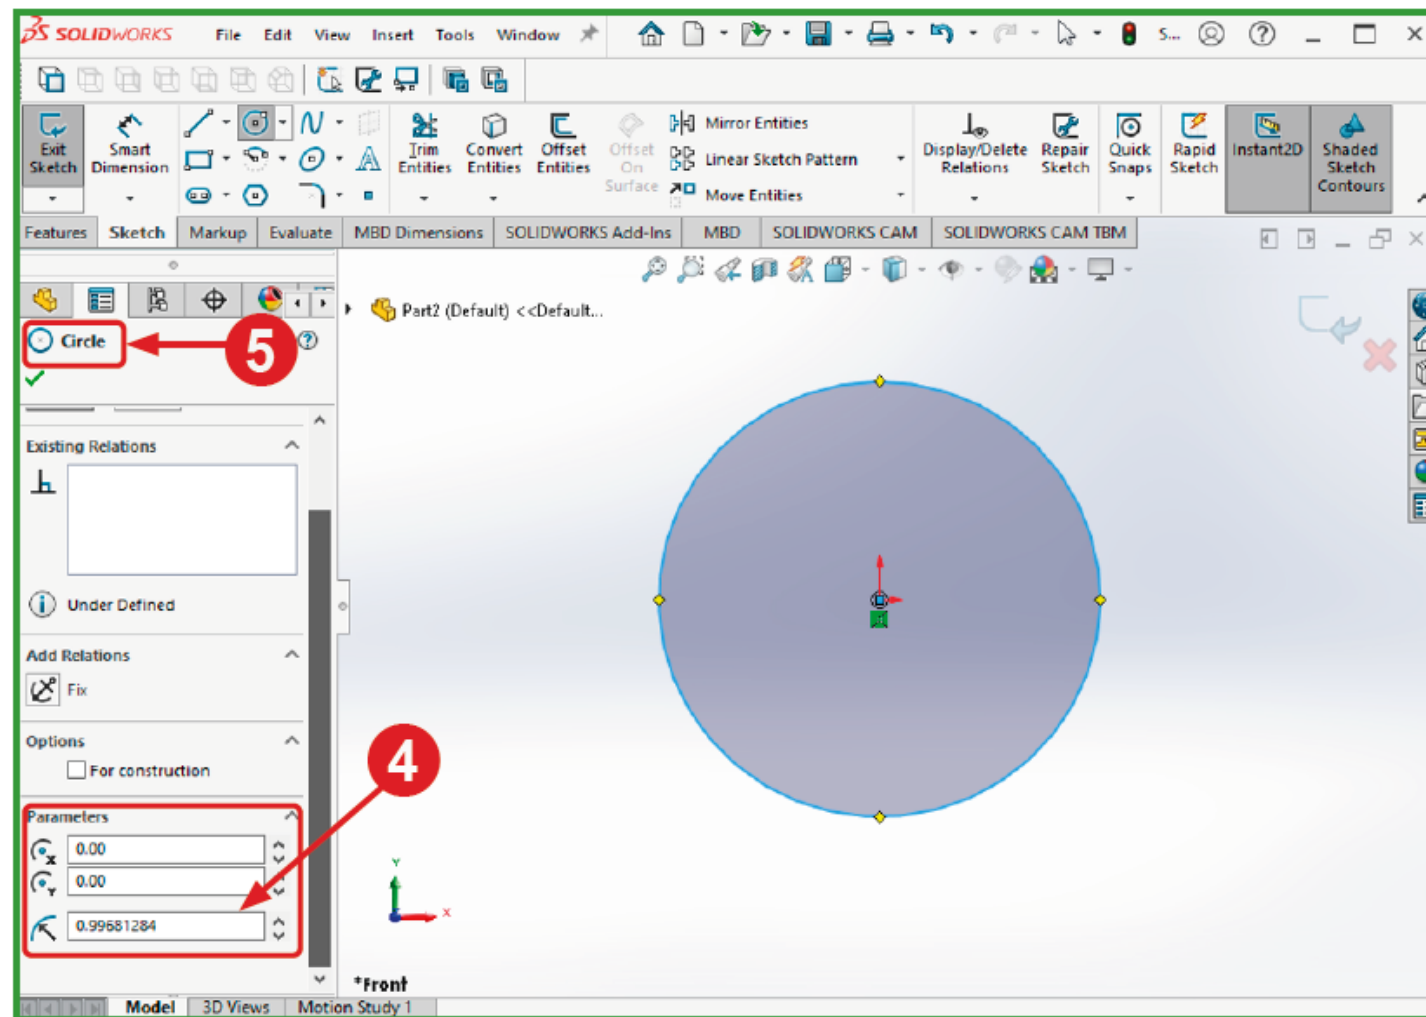 SOLIDWORKS File Edit View Insert Tools Window S...
Exit Sketch
Smart Dimension
Trim Entities
Convert Entities
Offset Entities
Offset On Surface
Mirror Entities
Linear Sketch Pattern
Move Entities
Display/Delete Relations
Repair Sketch
Quick Snaps
Rapid Sketch
Instant2D
Shaded Sketch Contours
Features Sketch Markup Evaluate MBD Dimensions SOLIDWORKS Add-Ins MBD SOLIDWORKS CAM SOLIDWORKS CAM TBM
Part2 (Default) <<Default...
Circle
5
Existing Relations
Under Defined
Add Relations
Fix
Options
For construction
4
Parameters
X 0.00
Y 0.00
0.99681284
Y
X
*Front
Model 3D Views Motion Study 1